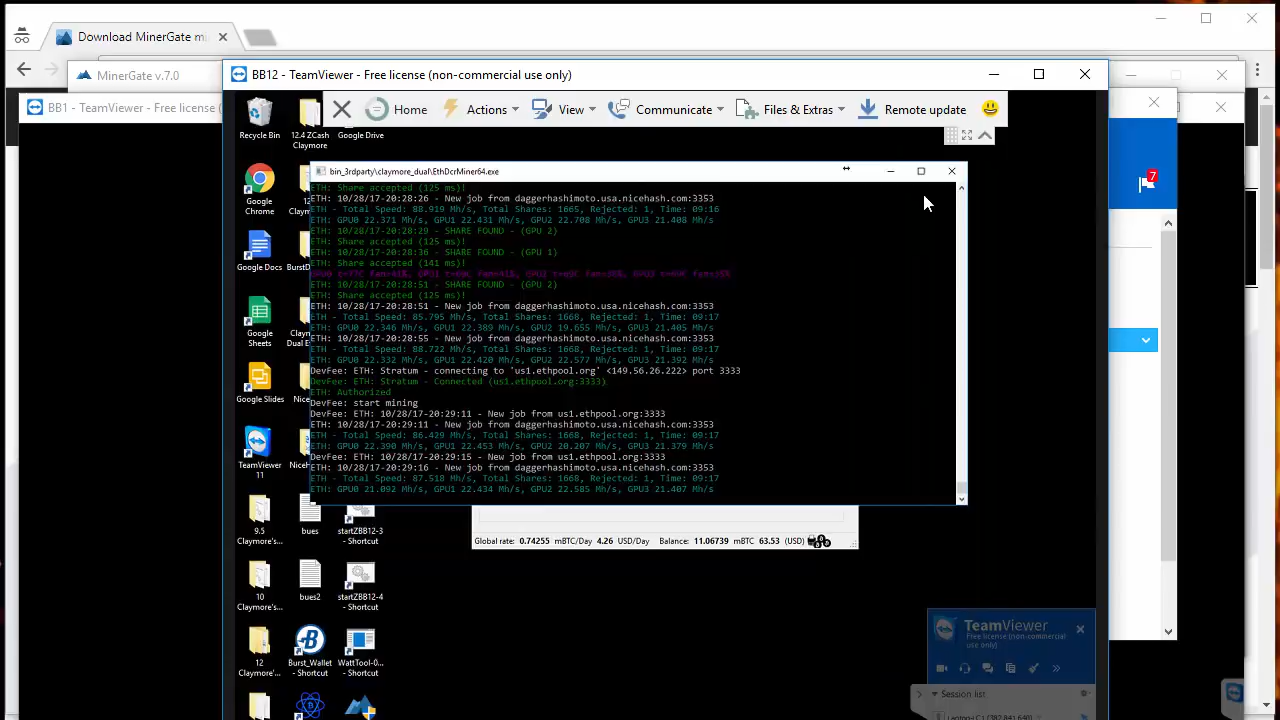 Download MinerGate m
MinerGate v.7.0
BB12 - TeamViewer - Free license (non-commercial use only)
BB1 - TeamViewer - Free license
Home
Actions
View
Communicate
Files & Extras
Remote update
7
Recycle Bin
12.4 ZCash Claymore
Google Drive
Google Chrome
Google Docs
BurstD
Google Sheets
Google Slides
TeamViewer 11
9.5 Claymore's...
bues
startZBB12-3 - Shortcut
10 Claymore's...
bues2
startZBB12-4 - Shortcut
12 Claymore's...
Burst_Wallet - Shortcut
WattTool-0...
bin_3rdparty\claymore_dual\EthDcrMiner64.exe
ETH: Share accepted (125 ms)!
ETH: 10/28/17-20:28:26 - New job from daggerhashimoto.usa.nicehash.com:3353
ETH - Total Speed: 88.919 Mh/s, Total Shares: 1665, Rejected: 1, Time: 09:16
ETH: GPU0 22.371 Mh/s, GPU1 22.431 Mh/s, GPU2 22.708 Mh/s, GPU3 21.408 Mh/s
ETH: 10/28/17-20:28:29 - SHARE FOUND - (GPU 2)
ETH: Share accepted (125 ms)!
ETH: 10/28/17-20:28:36 - SHARE FOUND - (GPU 1)
ETH: Share accepted (141 ms)!
ETH: 10/28/17-20:28:51 - SHARE FOUND - (GPU 2)
ETH: Share accepted (125 ms)!
ETH: 10/28/17-20:28:51 - New job from daggerhashimoto.usa.nicehash.com:3353
ETH - Total Speed: 85.795 Mh/s, Total Shares: 1668, Rejected: 1, Time: 09:17
ETH: GPU0 22.346 Mh/s, GPU1 22.389 Mh/s, GPU2 19.655 Mh/s, GPU3 21.405 Mh/s
ETH: 10/28/17-20:28:55 - New job from daggerhashimoto.usa.nicehash.com:3353
ETH - Total Speed: 88.722 Mh/s, Total Shares: 1668, Rejected: 1, Time: 09:17
ETH: GPU0 22.332 Mh/s, GPU1 22.420 Mh/s, GPU2 22.577 Mh/s, GPU3 21.392 Mh/s
DevFee: ETH: Stratum - connecting to 'us1.ethpool.org' <149.56.26.222> port 3333
DevFee: ETH: Stratum - Connected (us1.ethpool.org:3333)
ETH: Authorized
DevFee: start mining
DevFee: ETH: 10/28/17-20:29:11 - New job from us1.ethpool.org:3333
ETH: 10/28/17-20:29:11 - New job from daggerhashimoto.usa.nicehash.com:3353
ETH - Total Speed: 86.429 Mh/s, Total Shares: 1668, Rejected: 1, Time: 09:17
ETH: GPU0 22.390 Mh/s, GPU1 22.453 Mh/s, GPU2 20.207 Mh/s, GPU3 21.379 Mh/s
DevFee: ETH: 10/28/17-20:29:15 - New job from us1.ethpool.org:3333
ETH: 10/28/17-20:29:16 - New job from daggerhashimoto.usa.nicehash.com:3353
ETH - Total Speed: 87.518 Mh/s, Total Shares: 1668, Rejected: 1, Time: 09:17
ETH: GPU0 21.092 Mh/s, GPU1 22.434 Mh/s, GPU2 22.585 Mh/s, GPU3 21.407 Mh/s
Global rate: 0.74255 mBTC/Day 4.26 USD/Day Balance: 11.06739 mBTC 63.53 (USD)
TeamViewer
Free license (non-commercial use only)
Session list